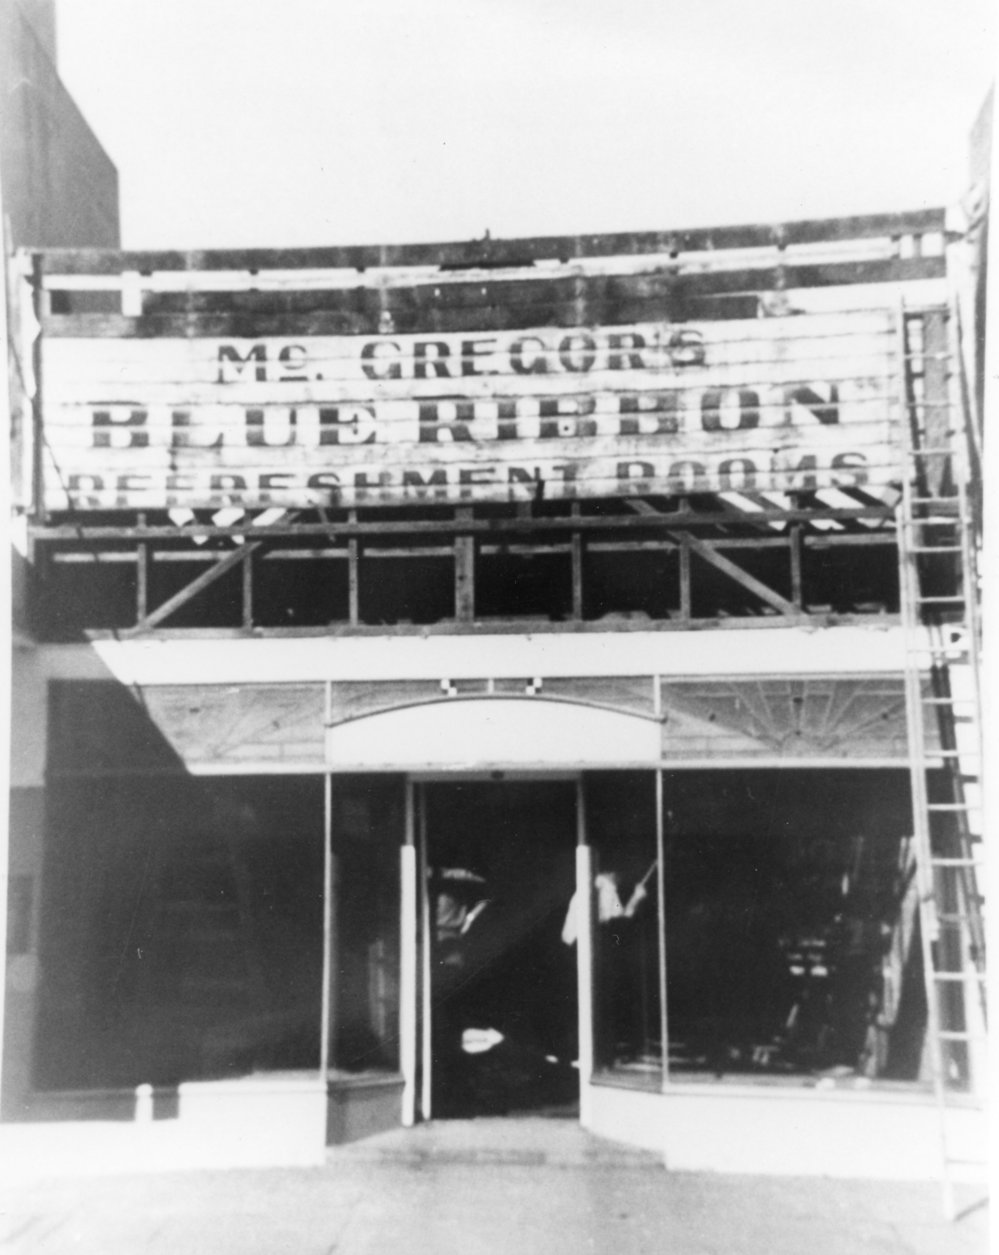 Mc. GREGOR'S
BLUE RIBBON
REFRESHMENT ROOMS